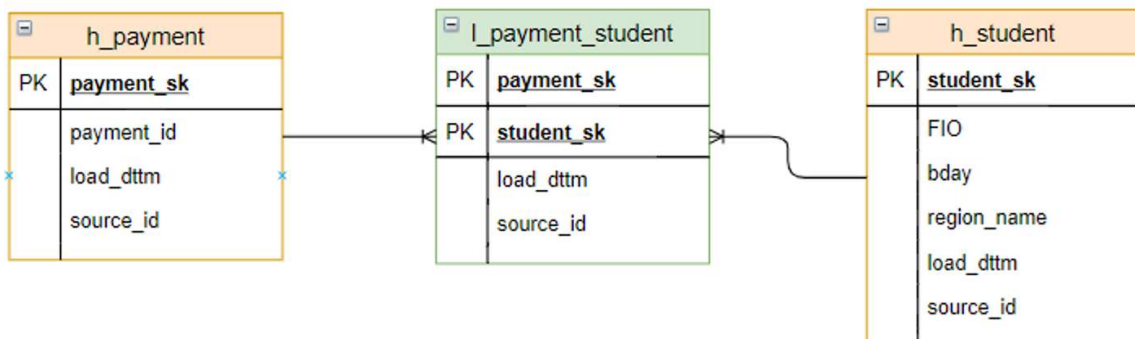 h_payment
PK payment_sk
payment_id
load_dttm
source_id
l_payment_student
PK payment_sk
PK student_sk
load_dttm
source_id
h_student
PK student_sk
FIO
bday
region_name
load_dttm
source_id